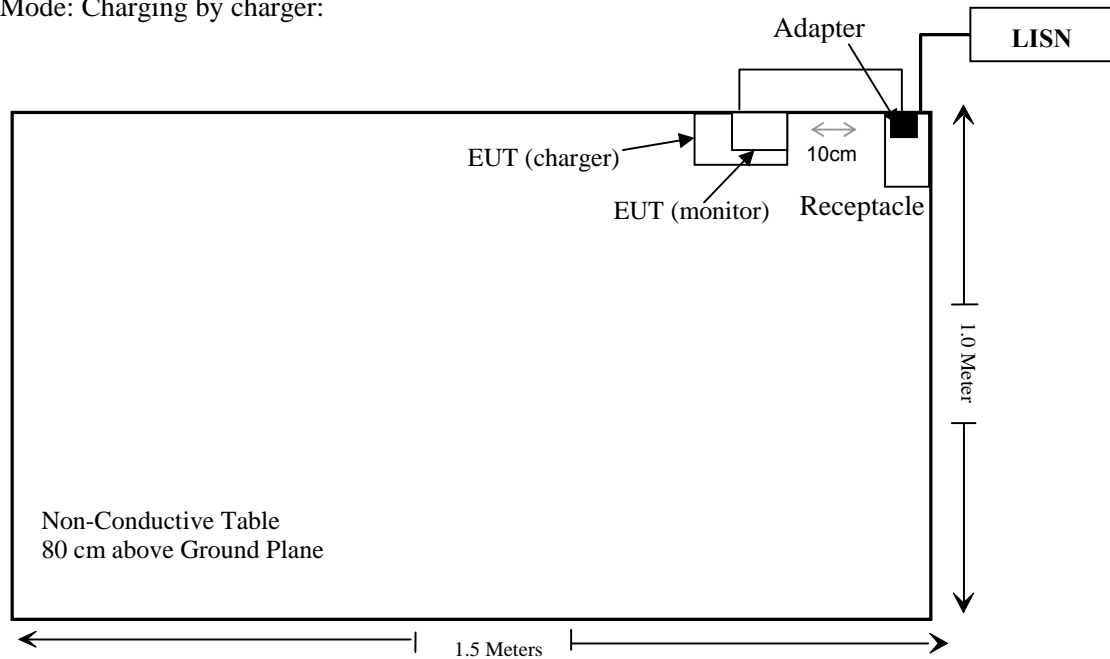 Mode: Charging by charger:
Adapter
LISN
EUT (charger)
10cm
EUT (monitor)
Receptacle
1.0 Meter
Non-Conductive Table
80 cm above Ground Plane
1.5 Meters